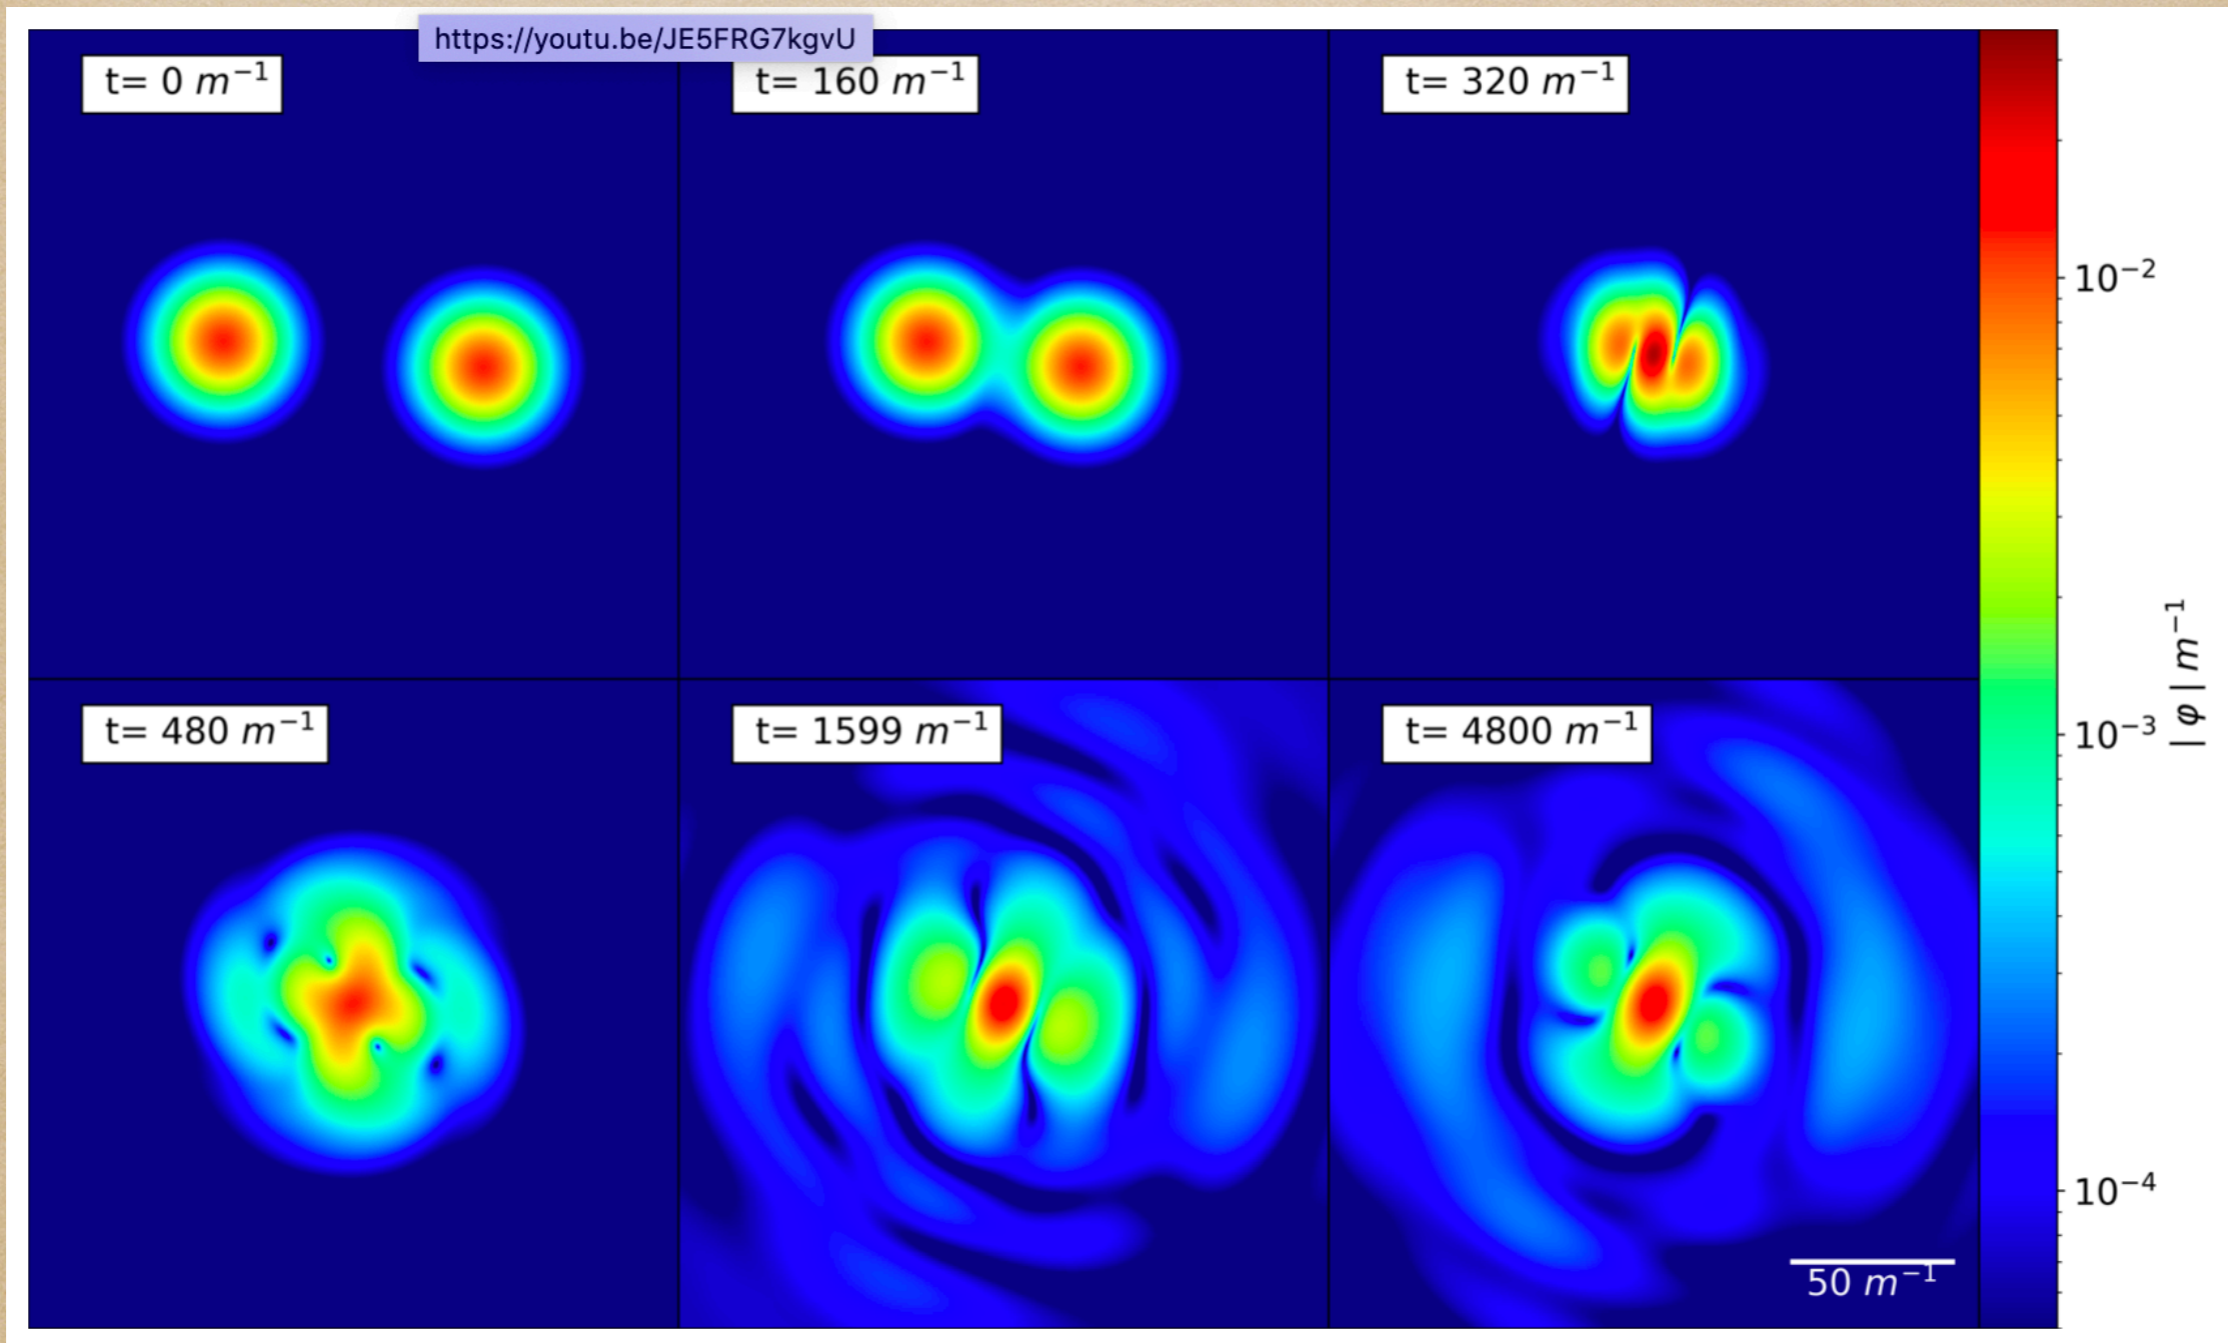 https://youtu.be/JE5FRG7kgvU
t= 0 m⁻¹
t= 160 m⁻¹
t= 320 m⁻¹
10⁻²
t= 480 m⁻¹
t= 1599 m⁻¹
t= 4800 m⁻¹
10⁻³
|φ| m⁻¹
10⁻⁴
50 m⁻¹